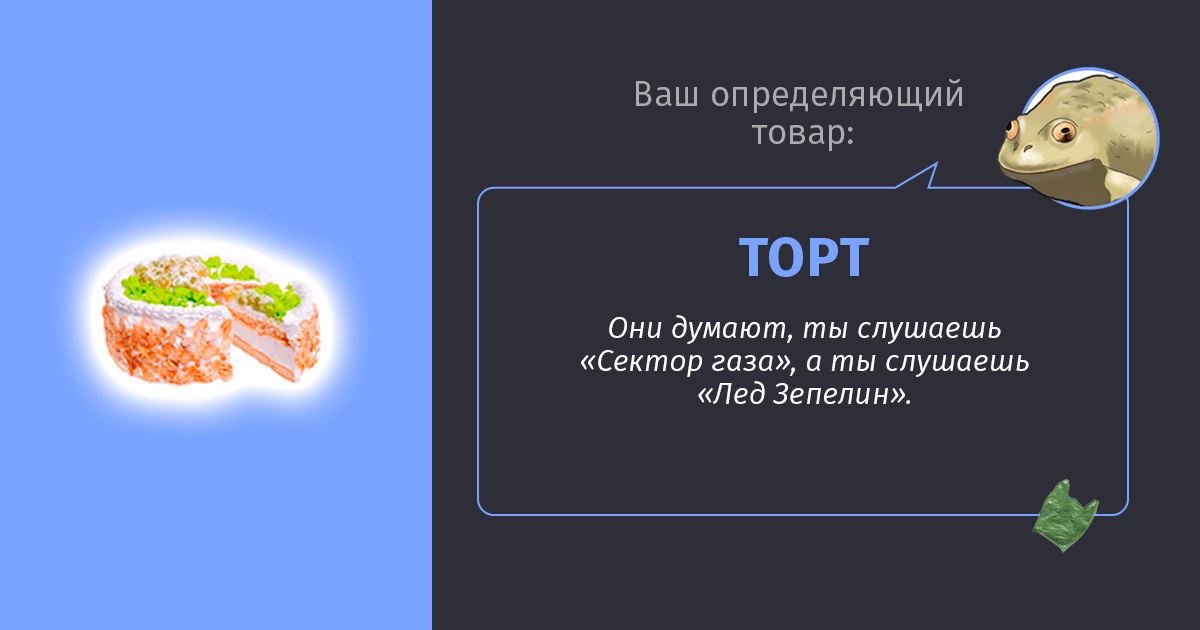 Ваш определяющий
товар:
ТОРТ
Они думают, ты слушаешь
«Сектор газа», а ты слушаешь
«Лед Зепелин».